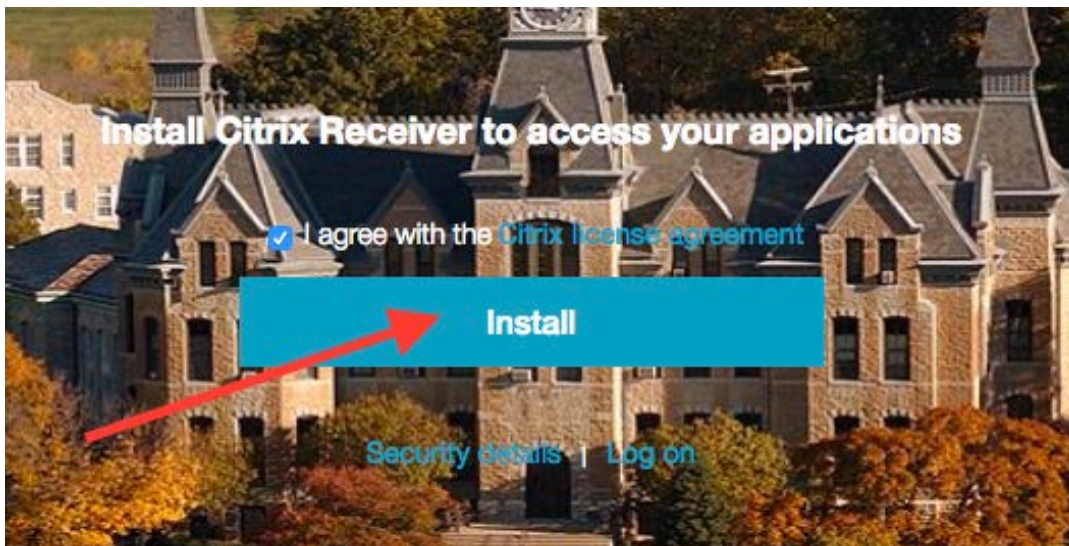 Install Citrix Receiver to access your applications
I agree with the Citrix license agreement
Install
Security details | Log on